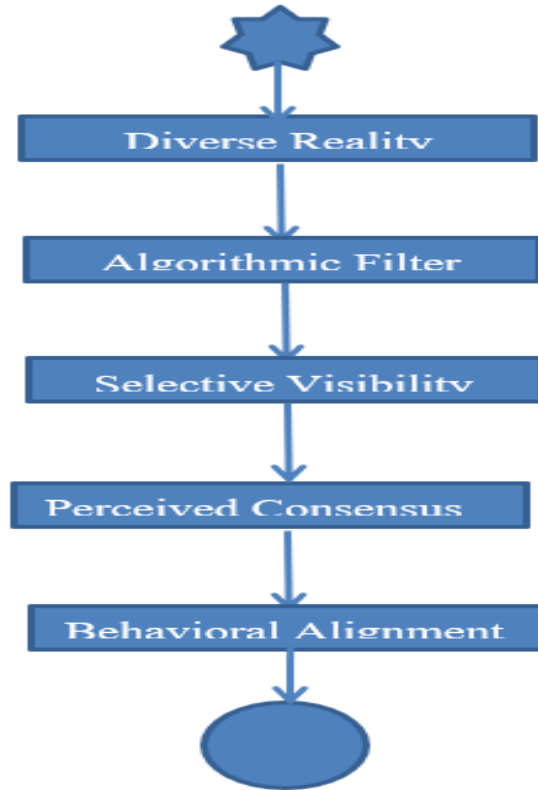 Diverse Reality
Algorithmic Filter
Selective Visibility
Perceived Consensus
Behavioral Alignment